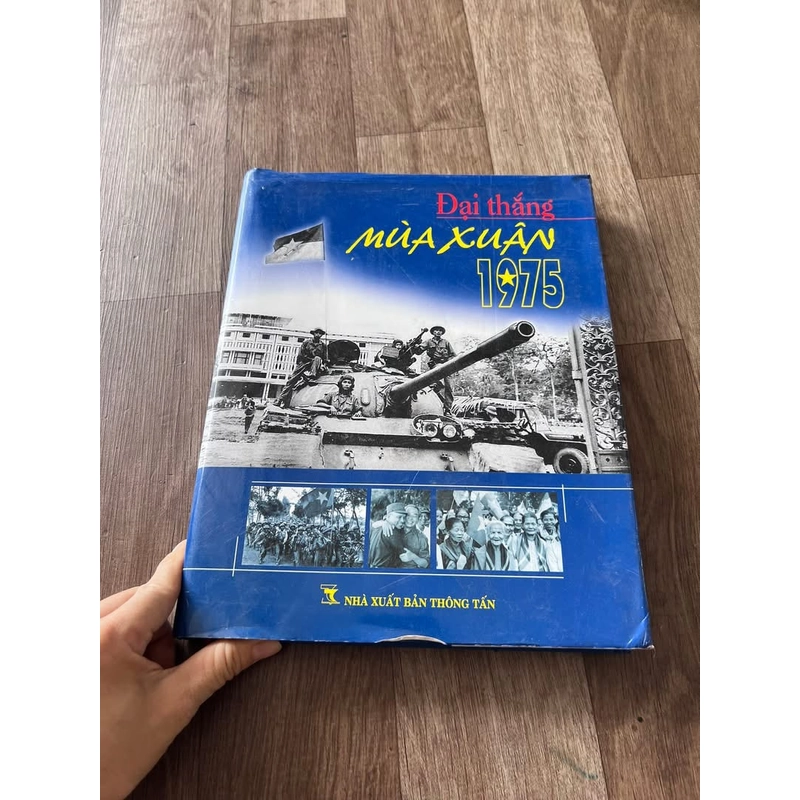 Đại thắng
MÙA XUÂN
1975
NHÀ XUẤT BẢN THÔNG TẤN